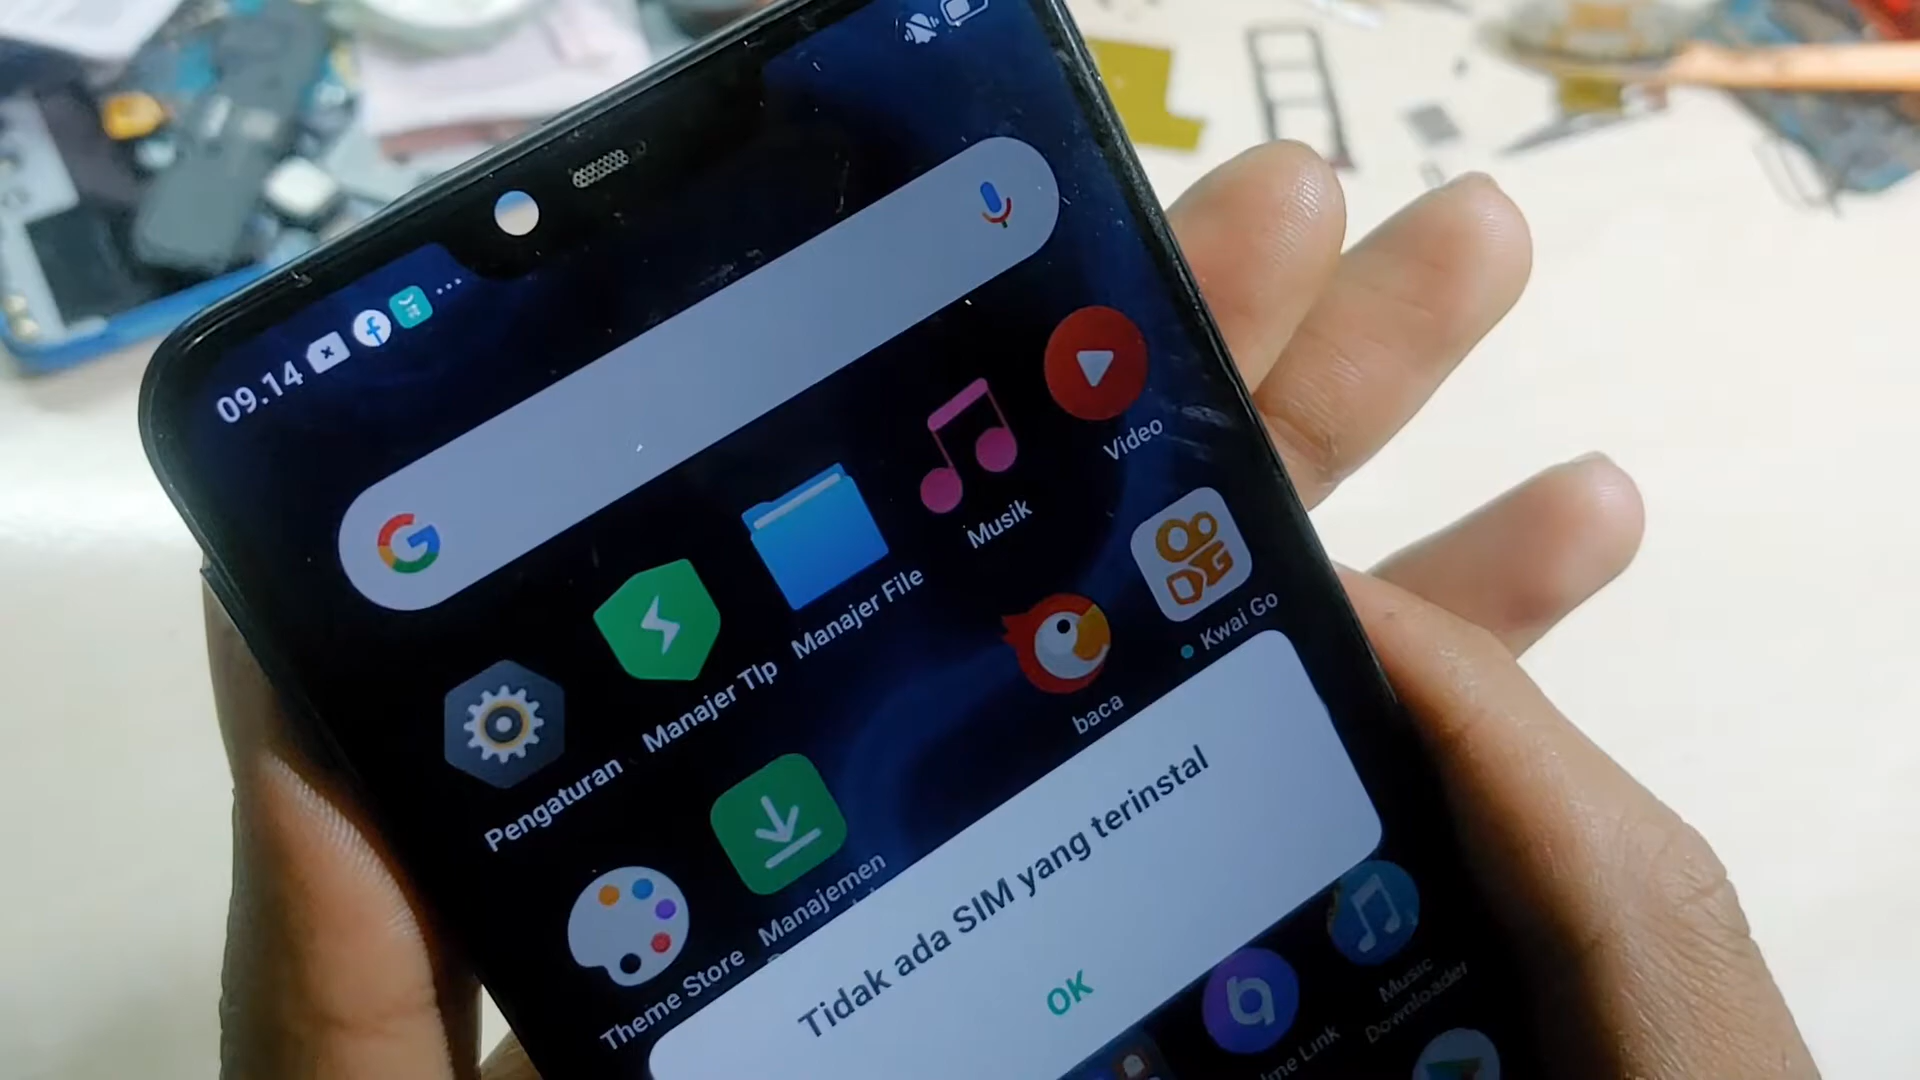 09.14
Video
Musik
Manajer File
Manajer Tlp
Pengaturan
Kwai Go
baca
Manajemen
Theme Store
Tidak ada SIM yang terinstal
OK
Music
Downloader
Link